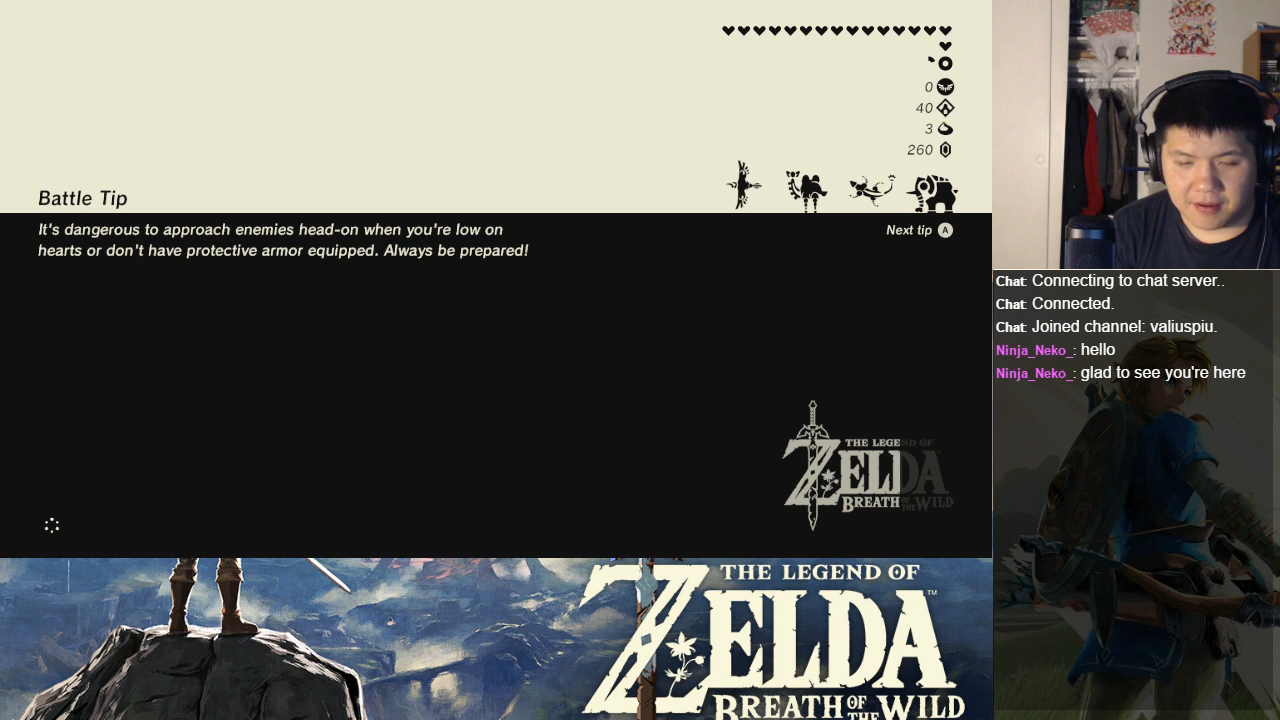 0
40
3
260
Battle Tip
It's dangerous to approach enemies head-on when you're low on
hearts or don't have protective armor equipped. Always be prepared!
Next tip A
THE LEGEND OF
ZELDA
BREATH OF THE WILD
THE LEGEND OF
ZELDA™
BREATH OF THE WILD
Chat: Connecting to chat server..
Chat: Connected.
Chat: Joined channel: valiuspiu.
Ninja_Neko_: hello
Ninja_Neko_: glad to see you're here